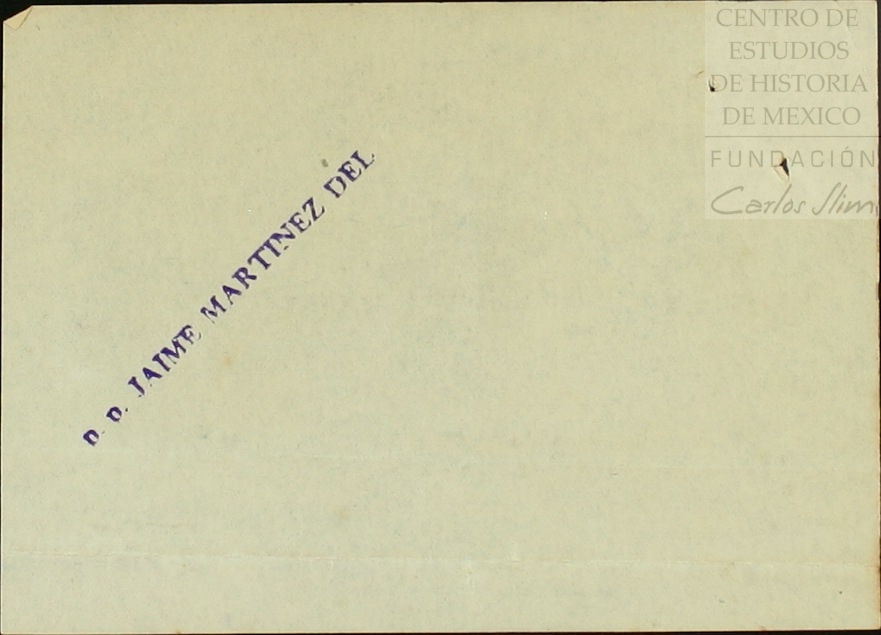 CENTRO DE
ESTUDIOS
DE HISTORIA
DE MEXICO
FUNDACIÓN
Carlos Slim
p. p. JAIME MARTINEZ DEL